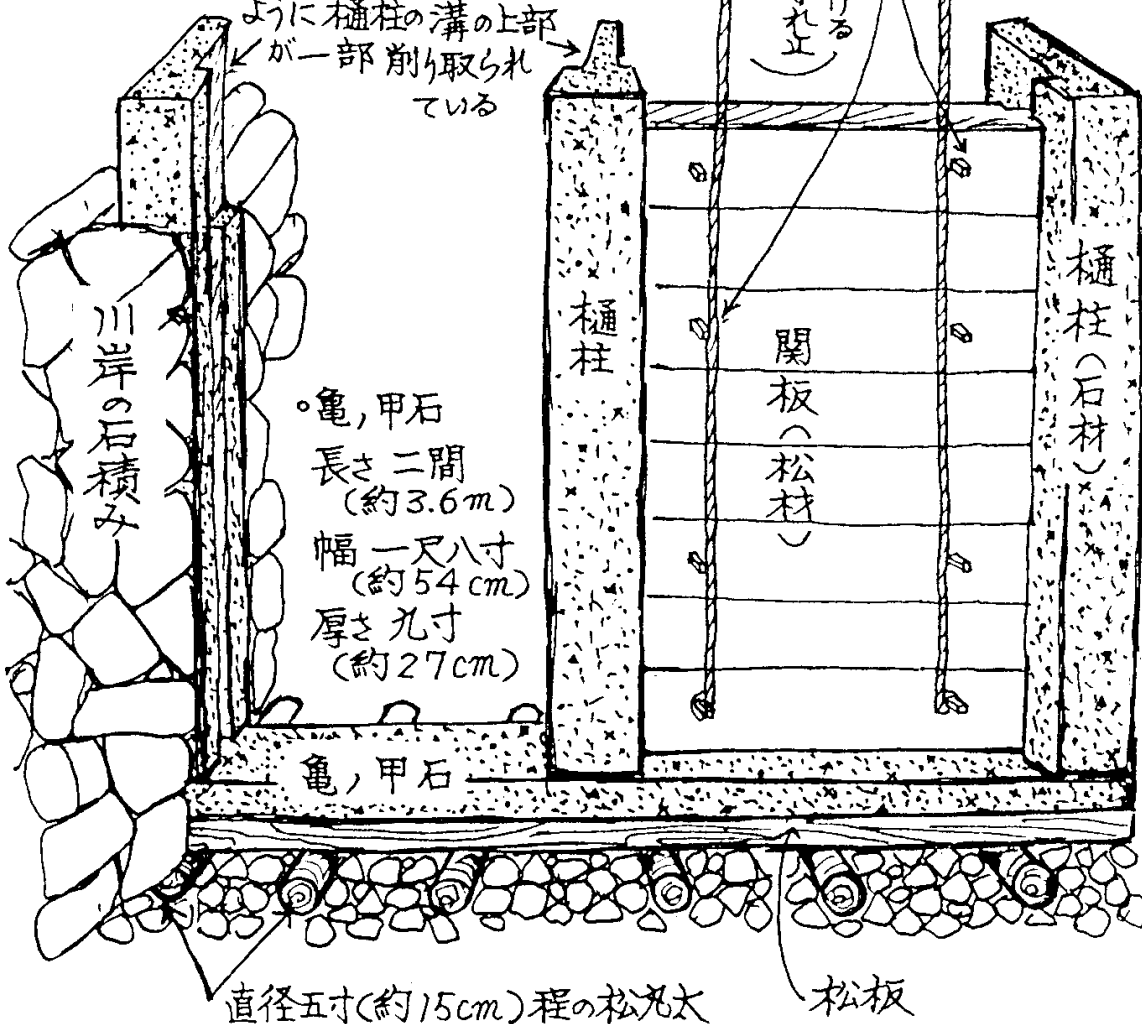 ように樋柱の溝の上部
が一部削り取られ
ている
ける
れ止
川岸の石積み
樋柱
関板(松材)
樋柱(石材)
。亀ノ甲石
長さ 二間
(約3.6m)
幅 一尺八寸
(約54cm)
厚さ 九寸
(約27cm)
亀ノ甲石
直径五寸(約15cm)程の松丸太
松板